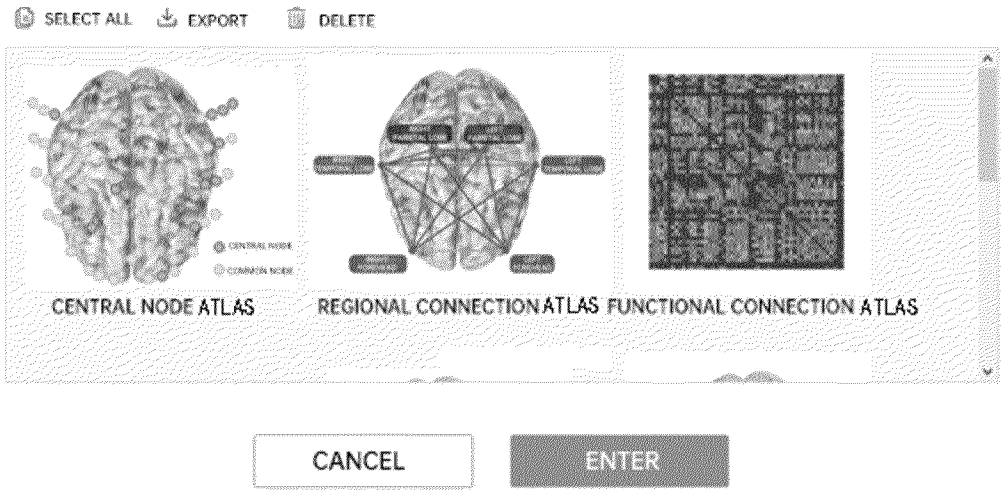 SELECT ALL EXPORT DELETE
CENTRAL NODE
COMMON NODE
CENTRAL NODE ATLAS REGIONAL CONNECTION ATLAS FUNCTIONAL CONNECTION ATLAS
CANCEL ENTER